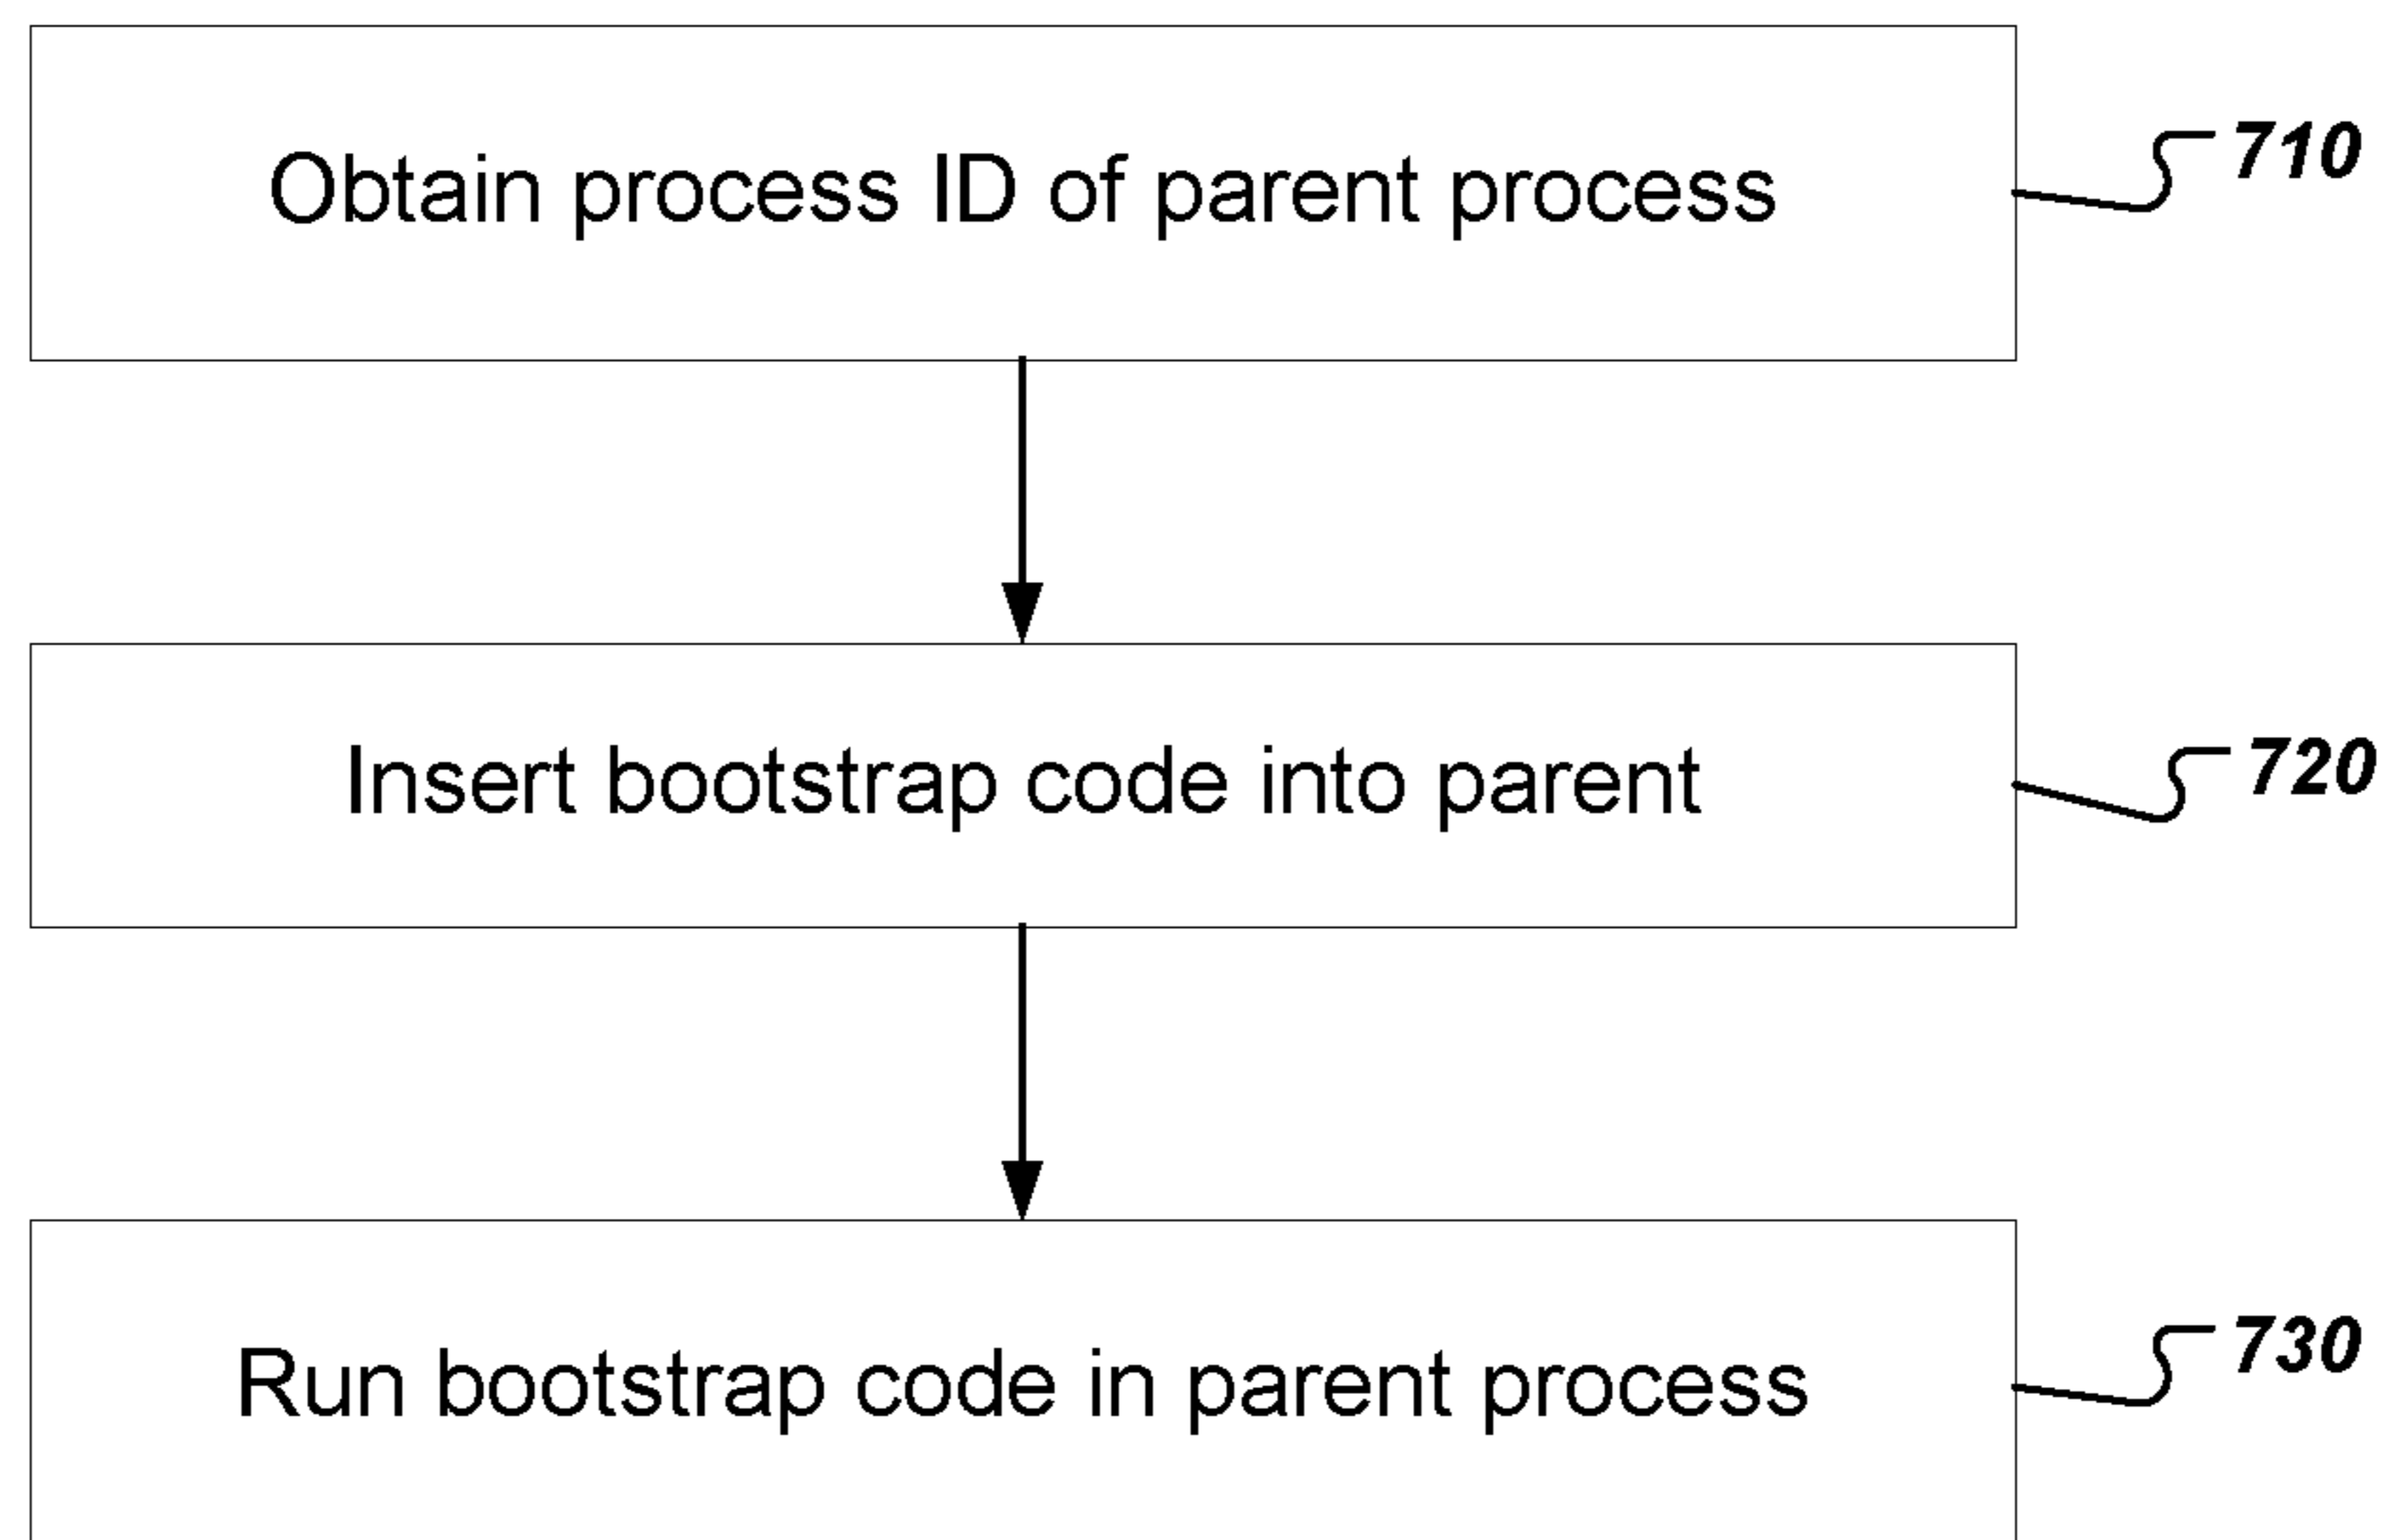 Obtain process ID of parent process
710
Insert bootstrap code into parent
720
Run bootstrap code in parent process
730